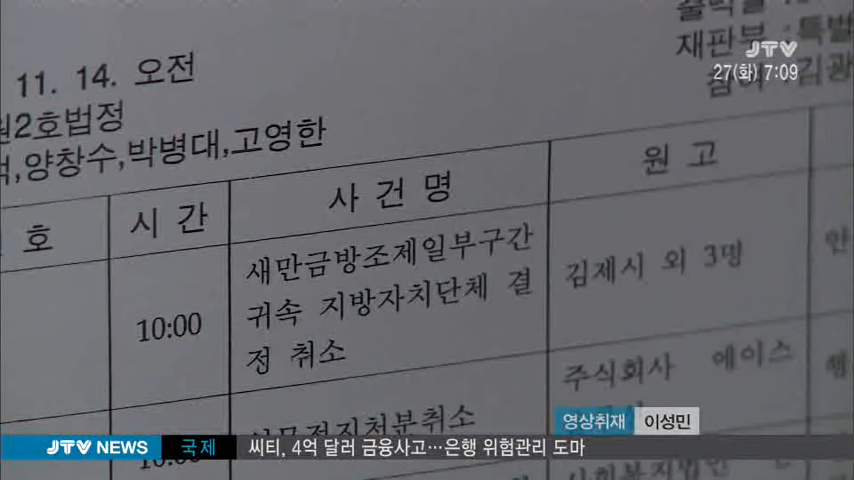 JTV
27(화) 7:09
11. 14. 오전
재판부 : 특별
2호법정
양창수,박병대,고영한
호
시 간
사 건 명
원 고
10:00
새만금방조제일부구간
귀속 지방자치단체 결
정 취소
김제시 외 3명
안
주식회사 에이스
영상취재 이성민
JTV NEWS 국제 씨티, 4억 달러 금융사고…은행 위험관리 도마